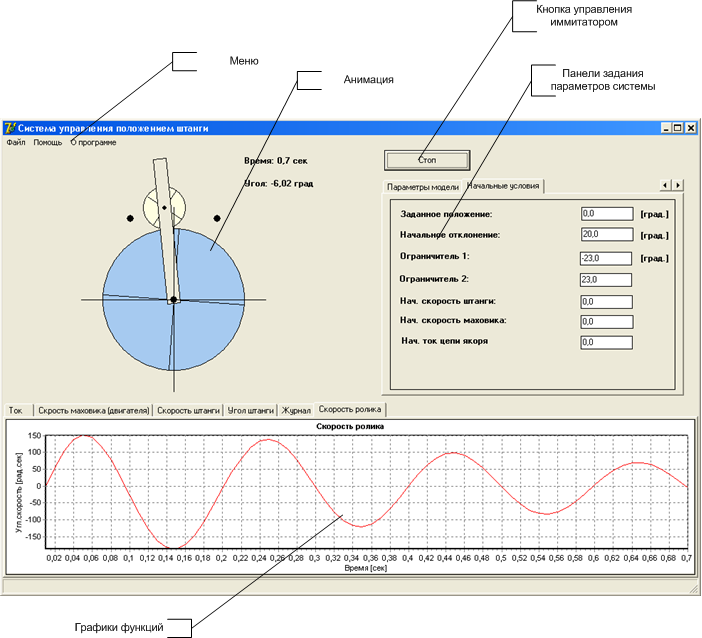 Кнопка управления
иммитатором
Меню
Анимация
Панели задания
параметров системы
Система управления положением штанги
Файл Помощь О программе
Время: 0,7 сек
Угол: -6,02 град
Стоп
Параметры модели Начальные условия
Заданное положение: 0,0 [град.]
Начальное отклонение: 20,0 [град.]
Ограничитель 1: -23,0 [град.]
Ограничитель 2: 23,0
Нач. скорость штанги: 0,0
Нач. скорость маховика: 0,0
Нач. ток цепи якоря 0,0
Ток Скрость маховика (двигателя) Скорость штанги Угол штанги Журнал Скорость ролика
Скорость ролика
Угл скорость [рад.сек]
150
100
50
0
-50
-100
-150
0,02 0,04 0,06 0,08 0,1 0,12 0,14 0,16 0,18 0,2 0,22 0,24 0,26 0,28 0,3 0,32 0,34 0,36 0,38 0,4 0,42 0,44 0,46 0,48 0,5 0,52 0,54 0,56 0,58 0,6 0,62 0,64 0,66 0,68 0,7
Время [сек]
Графики функций